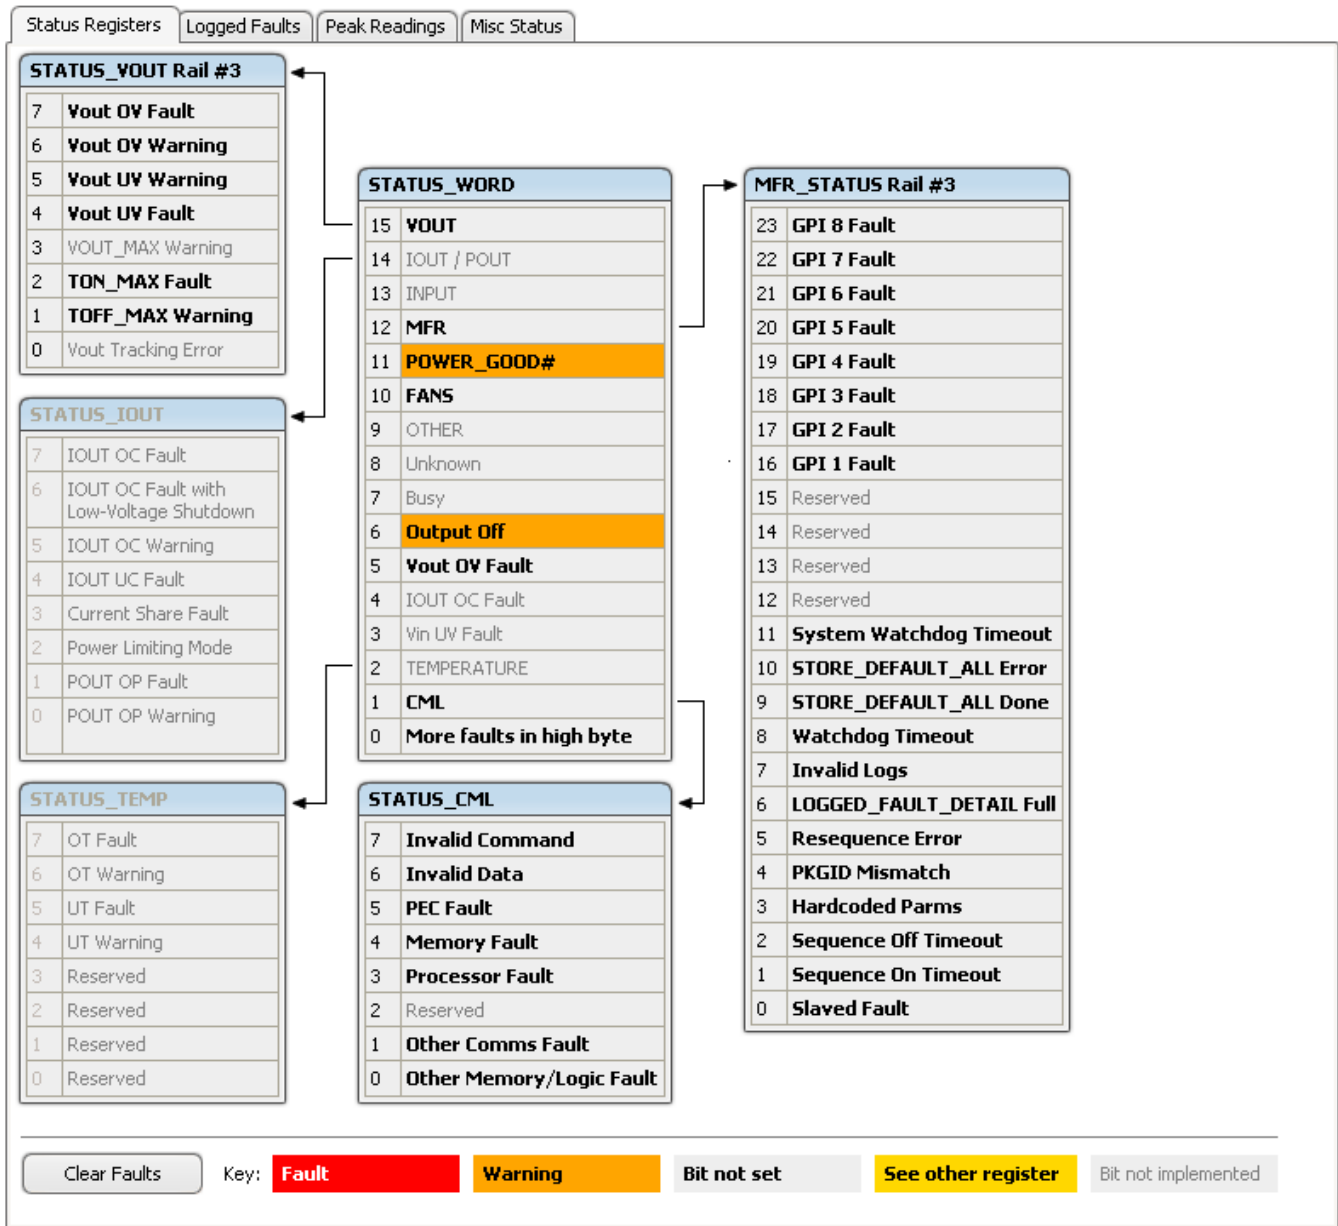 Status Registers Logged Faults Peak Readings Misc Status
STATUS_VOUT Rail #3
7 Vout OV Fault
6 Vout OV Warning
5 Vout UV Warning
4 Vout UV Fault
3 VOUT_MAX Warning
2 TON_MAX Fault
1 TOFF_MAX Warning
0 Vout Tracking Error
STATUS_IOUT
7 IOUT OC Fault
6 IOUT OC Fault with
Low-Voltage Shutdown
5 IOUT OC Warning
4 IOUT UC Fault
3 Current Share Fault
2 Power Limiting Mode
1 POUT OP Fault
0 POUT OP Warning
STATUS_TEMP
7 OT Fault
6 OT Warning
5 UT Fault
4 UT Warning
3 Reserved
2 Reserved
1 Reserved
0 Reserved
STATUS_WORD
15 VOUT
14 IOUT / POUT
13 INPUT
12 MFR
11 POWER_GOOD#
10 FANS
9 OTHER
8 Unknown
7 Busy
6 Output Off
5 Vout OV Fault
4 IOUT OC Fault
3 Vin UV Fault
2 TEMPERATURE
1 CML
0 More faults in high byte
STATUS_CML
7 Invalid Command
6 Invalid Data
5 PEC Fault
4 Memory Fault
3 Processor Fault
2 Reserved
1 Other Comms Fault
0 Other Memory/Logic Fault
MFR_STATUS Rail #3
23 GPI 8 Fault
22 GPI 7 Fault
21 GPI 6 Fault
20 GPI 5 Fault
19 GPI 4 Fault
18 GPI 3 Fault
17 GPI 2 Fault
16 GPI 1 Fault
15 Reserved
14 Reserved
13 Reserved
12 Reserved
11 System Watchdog Timeout
10 STORE_DEFAULT_ALL Error
9 STORE_DEFAULT_ALL Done
8 Watchdog Timeout
7 Invalid Logs
6 LOGGED_FAULT_DETAIL Full
5 Resequence Error
4 PKGID Mismatch
3 Hardcoded Parms
2 Sequence Off Timeout
1 Sequence On Timeout
0 Slaved Fault
Clear Faults Key: Fault Warning Bit not set See other register Bit not implemented